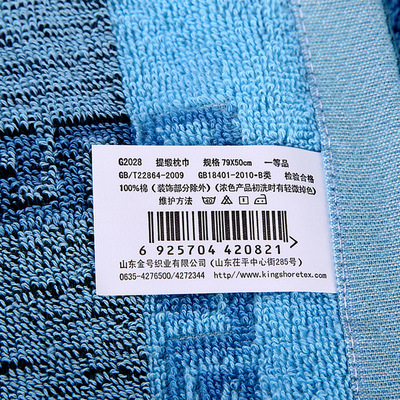 G2028 提缎枕巾 规格 79X50cm 一等品
GB/T22864-2009 GB18401-2010·B类 检验合格
100%棉（装饰部分除外）（浓色产品初洗时有轻微掉色）
维护方法
6 925704 420821 >
山东金号织业有限公司（山东茌平中心街285号）
0635-4276500/4272344 http://www.kingshoretex.com